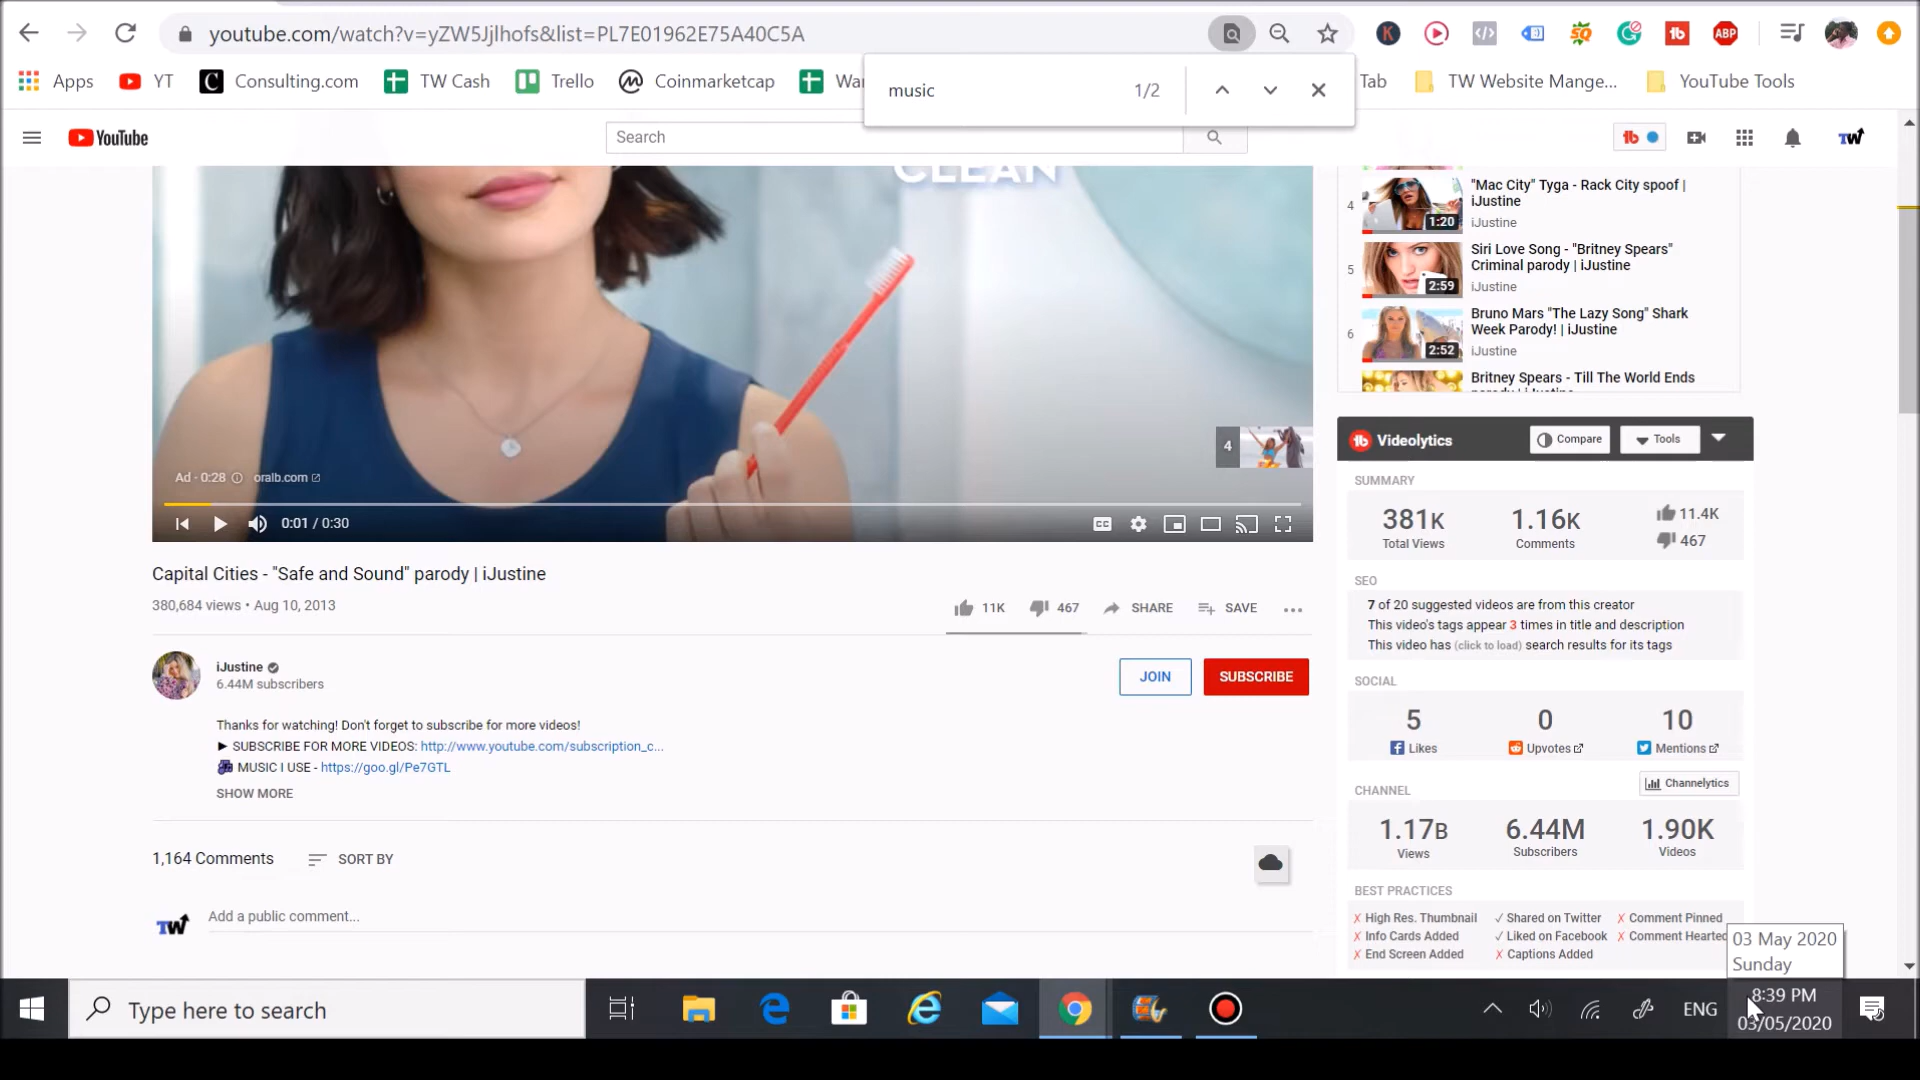 youtube.com/watch?v=yZW5Jjlhofs&list=PL7E01962E75A40C5A
ABP
Apps
YT
Consulting.com
TW Cash
Trello
Coinmarketcap
music
1/2
Tab
TW Website Mange...
YouTube Tools
YouTube
Search
CLEAN
4
"Mac City" Tyga - Rack City spoof |
iJustine
iJustine
1:20
5
Siri Love Song - "Britney Spears"
Criminal parody | iJustine
iJustine
2:59
6
Bruno Mars "The Lazy Song" Shark
Week Parody! | iJustine
iJustine
2:52
Britney Spears - Till The World Ends
4
Ad · 0:28
oralb.com
0:01 / 0:30
Capital Cities - "Safe and Sound" parody | iJustine
380,684 views • Aug 10, 2013
11K
467
SHARE
SAVE
iJustine
6.44M subscribers
JOIN
SUBSCRIBE
Thanks for watching! Don't forget to subscribe for more videos!
► SUBSCRIBE FOR MORE VIDEOS: http://www.youtube.com/subscription_c...
MUSIC I USE - https://goo.gl/Pe7GTL
SHOW MORE
1,164 Comments
SORT BY
TW
Add a public comment...
Videolytics
Compare
Tools
SUMMARY
381K
Total Views
1.16K
Comments
11.4K
467
SEO
7 of 20 suggested videos are from this creator
This video's tags appear 3 times in title and description
This video has (click to load) search results for its tags
SOCIAL
5
Likes
0
Upvotes
10
Mentions
CHANNEL
Channelytics
1.17B
Views
6.44M
Subscribers
1.90K
Videos
BEST PRACTICES
✗ High Res. Thumbnail
✓ Shared on Twitter
✗ Comment Pinned
✗ Info Cards Added
✓ Liked on Facebook
✗ Comment Hearted
✗ End Screen Added
✗ Captions Added
03 May 2020
Sunday
Type here to search
ENG
8:39 PM
03/05/2020